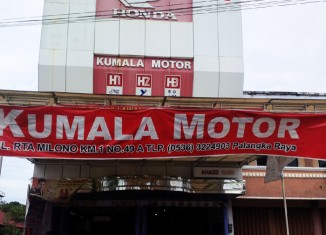 HONDA
KUMALA MOTOR
H1 H2 H3
KUMALA MOTOR
JL. RTA MILONO KM.1 NO.49 A TLP. (0536) 3224903 Palangka Raya